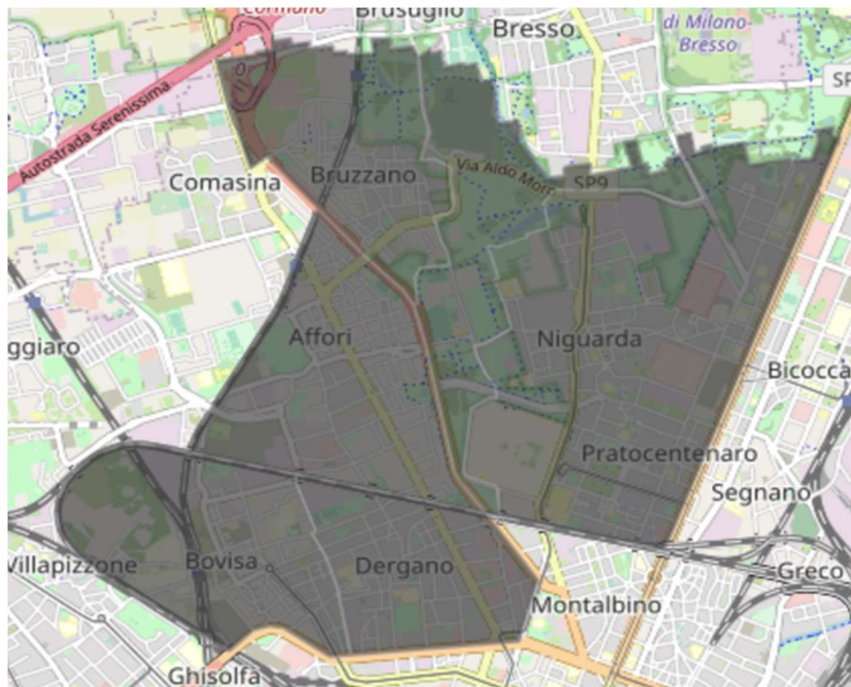 Cormano
Brusuglio
Bresso
di Milano-
Bresso
SP
Autostrada Serenissima
Comasina
Bruzzano
Via Aldo Moro
SP9
ggiaro
Affori
Niguarda
Bicocca
Pratocentenaro
Segnano
Villapizzone
Bovisa
Dergano
Greco
Montalbino
Ghisolfa